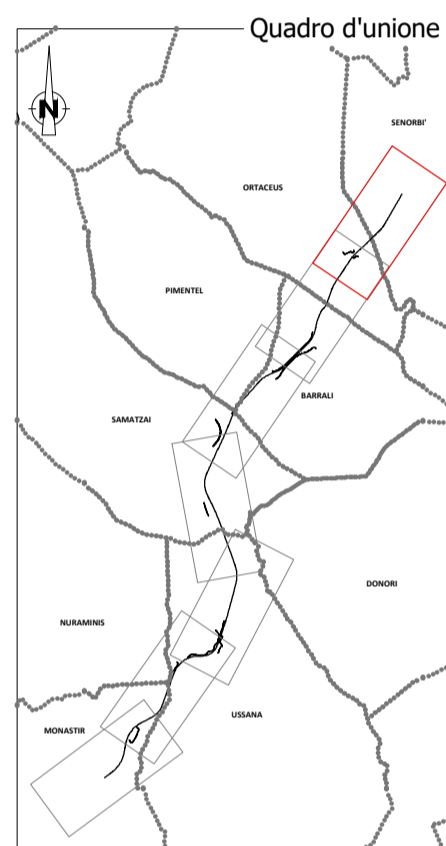 Quadro d'unione
N
SENORBI'
ORTACEUS
PIMENTEL
BARRALI
SAMATZAI
DONORI
NURAMINIS
USSANA
MONASTIR